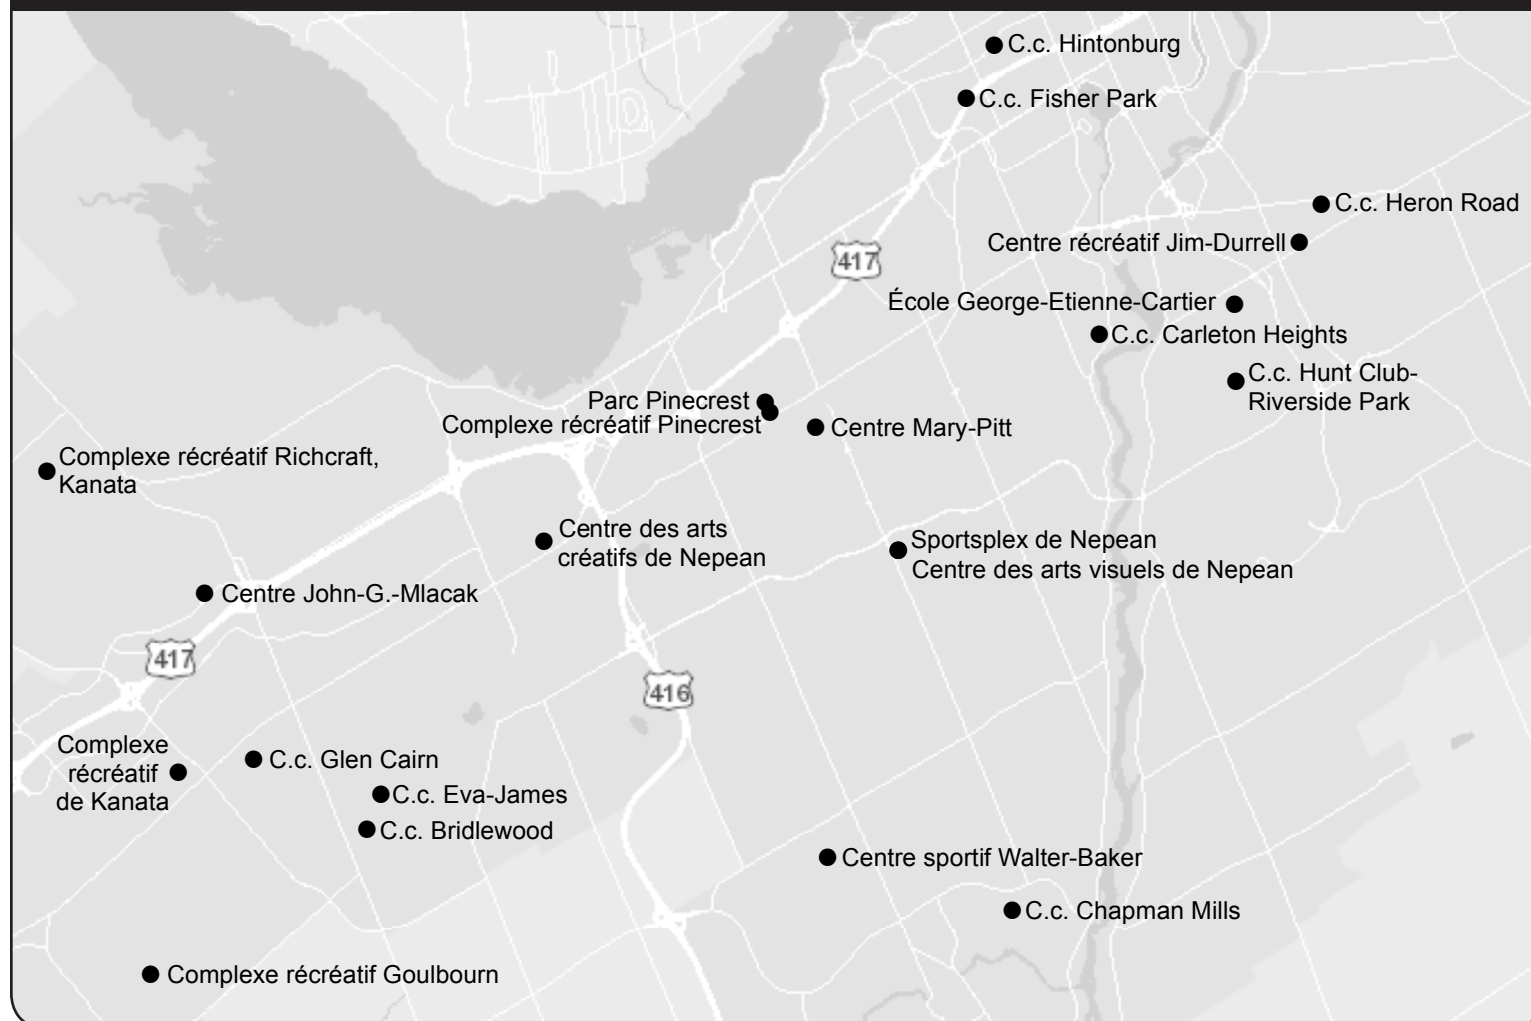 C.c. Hintonburg
C.c. Fisher Park
C.c. Heron Road
Centre récréatif Jim-Durrell
417
École George-Etienne-Cartier
C.c. Carleton Heights
C.c. Hunt Club-
Riverside Park
Parc Pinecrest
Complexe récréatif Pinecrest
Centre Mary-Pitt
Complexe récréatif Richcraft,
Kanata
Centre des arts
créatifs de Nepean
Sportsplex de Nepean
Centre des arts visuels de Nepean
Centre John-G.-Mlacak
417
416
Complexe
récréatif
de Kanata
C.c. Glen Cairn
C.c. Eva-James
C.c. Bridlewood
Centre sportif Walter-Baker
C.c. Chapman Mills
Complexe récréatif Goulbourn